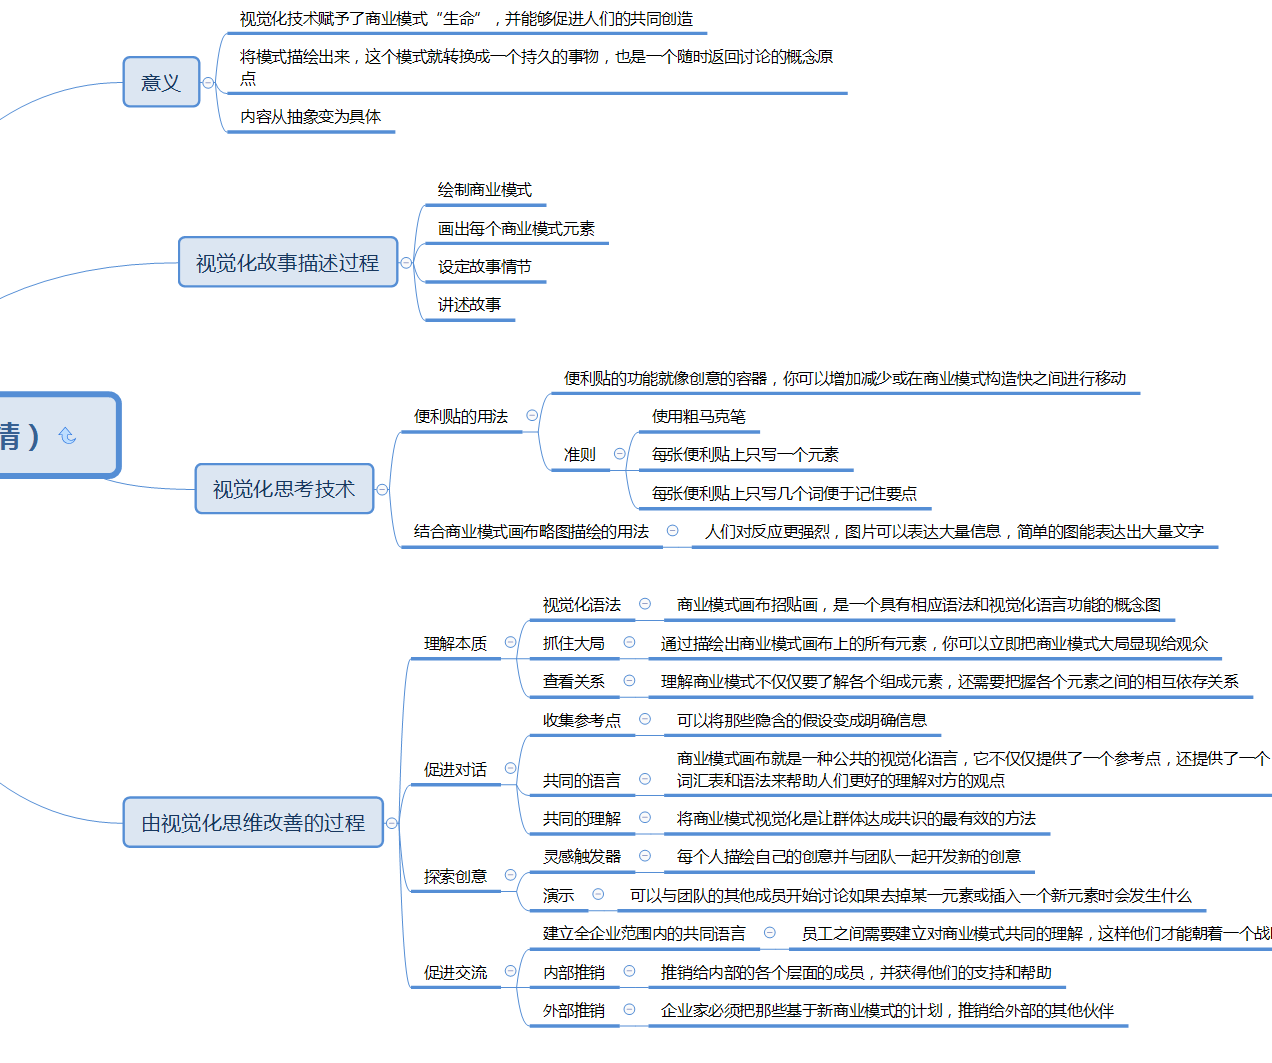 视觉化技术赋予了商业模式“生命”，并能够促进人们的共同创造
将模式描绘出来，这个模式就转换成一个持久的事物，也是一个随时返回讨论的概念原
点
意义
内容从抽象变为具体
绘制商业模式
画出每个商业模式元素
视觉化故事描述过程
设定故事情节
讲述故事
便利贴的功能就像创意的容器，你可以增加减少或在商业模式构造快之间进行移动
便利贴的用法
使用粗马克笔
准则
每张便利贴上只写一个元素
每张便利贴上只写几个词便于记住要点
情）
视觉化思考技术
结合商业模式画布略图描绘的用法
人们对反应更强烈，图片可以表达大量信息，简单的图能表达出大量文字
视觉化语法
商业模式画布招贴画，是一个具有相应语法和视觉化语言功能的概念图
理解本质
抓住大局
通过描绘出商业模式画布上的所有元素，你可以立即把商业模式大局显现给观众
查看关系
理解商业模式不仅仅要了解各个组成元素，还需要把握各个元素之间的相互依存关系
收集参考点
可以将那些隐含的假设变成明确信息
促进对话
共同的语言
商业模式画布就是一种公共的视觉化语言，它不仅仅提供了一个参考点，还提供了一个
词汇表和语法来帮助人们更好的理解对方的观点
共同的理解
将商业模式视觉化是让群体达成共识的最有效的方法
由视觉化思维改善的过程
灵感触发器
每个人描绘自己的创意并与团队一起开发新的创意
探索创意
演示
可以与团队的其他成员开始讨论如果去掉某一元素或插入一个新元素时会发生什么
建立全企业范围内的共同语言
员工之间需要建立对商业模式共同的理解，这样他们才能朝着一个战
促进交流
内部推销
推销给内部的各个层面的成员，并获得他们的支持和帮助
外部推销
企业家必须把那些基于新商业模式的计划，推销给外部的其他伙伴